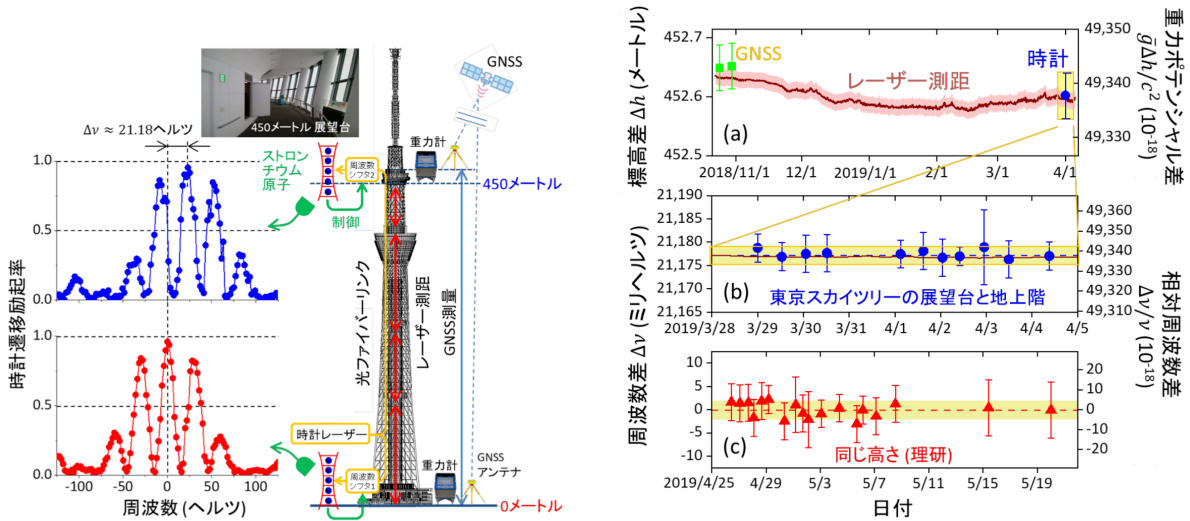 GNSS
450メートル 展望台
Δν ≈ 21.18ヘルツ
ストロン
チウム
原子
周波数
シフタ2
重力計
450メートル
制御
1.0
0.5
0.0
時計遷移励起率
光ファイバーリンク
レーザー測距
GNSS測量
1.0
0.5
0.0
時計レーザー
周波数
シフタ1
重力計
GNSS
アンテナ
0メートル
-100 -50 0 50 100
周波数 (ヘルツ)
標高差 Δh (メートル)
452.7
452.6
452.5
GNSS
レーザー測距
時計
(a)
49,350
49,340
49,330
重力ポテンシャル差
ḡΔh/c² (10⁻¹⁸)
2018/11/1 12/1 2019/1/1 2/1 3/1 4/1
周波数差 Δν (ミリヘルツ)
21,190
21,185
21,180
21,175
21,170
21,165
(b)
東京スカイツリーの展望台と地上階
49,360
49,350
49,340
49,330
49,320
49,310
相対周波数差
Δν/ν (10⁻¹⁸)
2019/3/28 3/29 3/30 3/31 4/1 4/2 4/3 4/4 4/5
10
5
0
-5
-10
(c)
同じ高さ (理研)
20
10
0
-10
-20
2019/4/25 4/29 5/3 5/7 5/11 5/15 5/19
日付